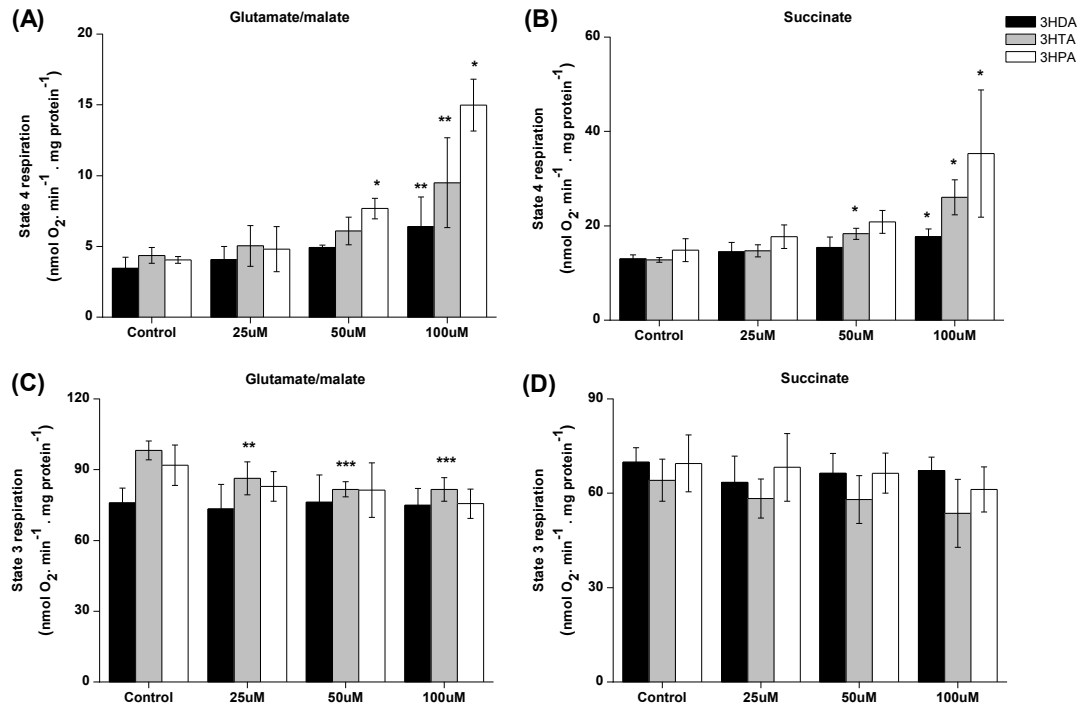 (A)
Glutamate/malate
State 4 respiration
(nmol O2. min-1 . mg protein-1)
20
15
10
5
0
*
**
**
*
Control
25uM
50uM
100uM
(B)
Succinate
State 4 respiration
(nmol O2. min-1 . mg protein-1)
60
40
20
0
*
*
*
*
Control
25uM
50uM
100uM
3HDA
3HTA
3HPA
(C)
Glutamate/malate
State 3 respiration
(nmol O2. min-1 . mg protein-1)
120
90
60
30
0
**
***
***
Control
25uM
50uM
100uM
(D)
Succinate
State 3 respiration
(nmol O2. min-1 . mg protein-1)
90
60
30
0
Control
25uM
50uM
100uM